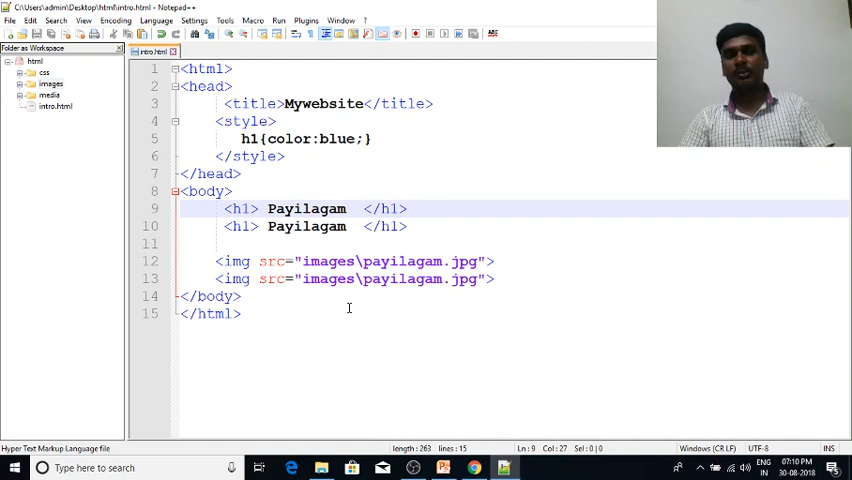 C:\Users\admin\Desktop\html\intro.html - Notepad++
File Edit Search View Encoding Language Settings Tools Macro Run Plugins Window ?
Folder as Workspace
intro.html
html
css
images
media
intro.html
1 <html>
2 <head>
3 <title>Mywebsite</title>
4 <style>
5 h1{color:blue;}
6 </style>
7 </head>
8 <body>
9 <h1> Payilagam </h1>
10 <h1> Payilagam </h1>
11
12 <img src="images\payilagam.jpg">
13 <img src="images\payilagam.jpg">
14 </body>
15 </html>
Hyper Text Markup Language file length : 263 lines : 15 Ln : 9 Col : 27 Sel : 0 | 0 Windows (CR LF) UTF-8 INS
Type here to search
ENG
IN
07:10 PM
30-08-2018